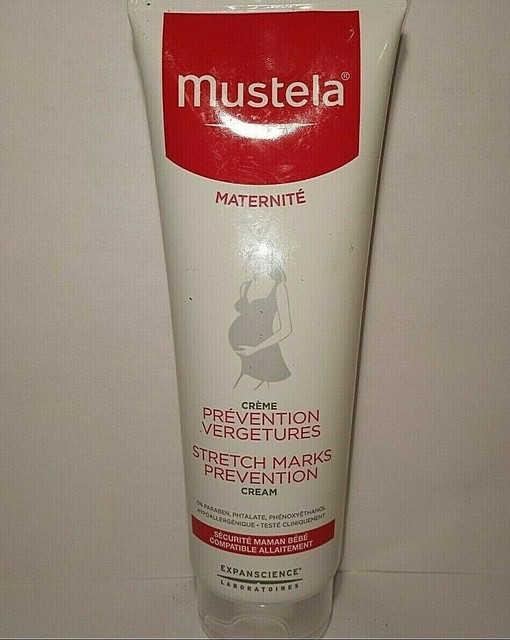 Mustela®
MATERNITÉ
CRÈME
PRÉVENTION
VERGETURES
STRETCH MARKS
PREVENTION
CREAM
0% PARABEN, PHTALATE, PHÉNOXYÉTHANOL
HYPOALLERGÉNIQUE • TESTÉ CLINIQUEMENT
SÉCURITÉ MAMAN BÉBÉ
COMPATIBLE ALLAITEMENT
EXPANSCIENCE®
LABORATOIRES